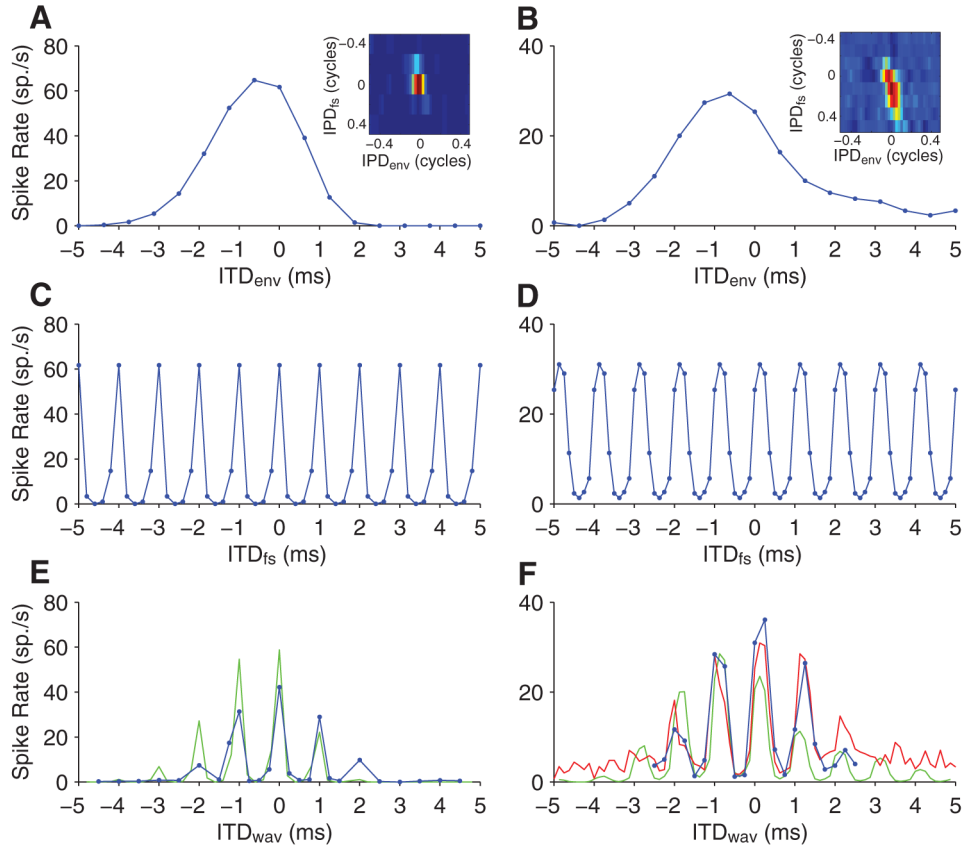 A
Spike Rate (sp./s)
80
60
40
20
0
−5 −4 −3 −2 −1 0 1 2 3 4 5
ITDenv (ms)
IPDfs (cycles)
−0.4
0
0.4
−0.4 0 0.4
IPDenv (cycles)
B
40
20
0
−5 −4 −3 −2 −1 0 1 2 3 4 5
ITDenv (ms)
IPDfs (cycles)
−0.4
0
0.4
−0.4 0 0.4
IPDenv (cycles)
C
Spike Rate (sp./s)
80
60
40
20
0
−5 −4 −3 −2 −1 0 1 2 3 4 5
ITDfs (ms)
D
40
20
0
−5 −4 −3 −2 −1 0 1 2 3 4 5
ITDfs (ms)
E
Spike Rate (sp./s)
80
60
40
20
0
−5 −4 −3 −2 −1 0 1 2 3 4 5
ITDwav (ms)
F
40
20
0
−5 −4 −3 −2 −1 0 1 2 3 4 5
ITDwav (ms)